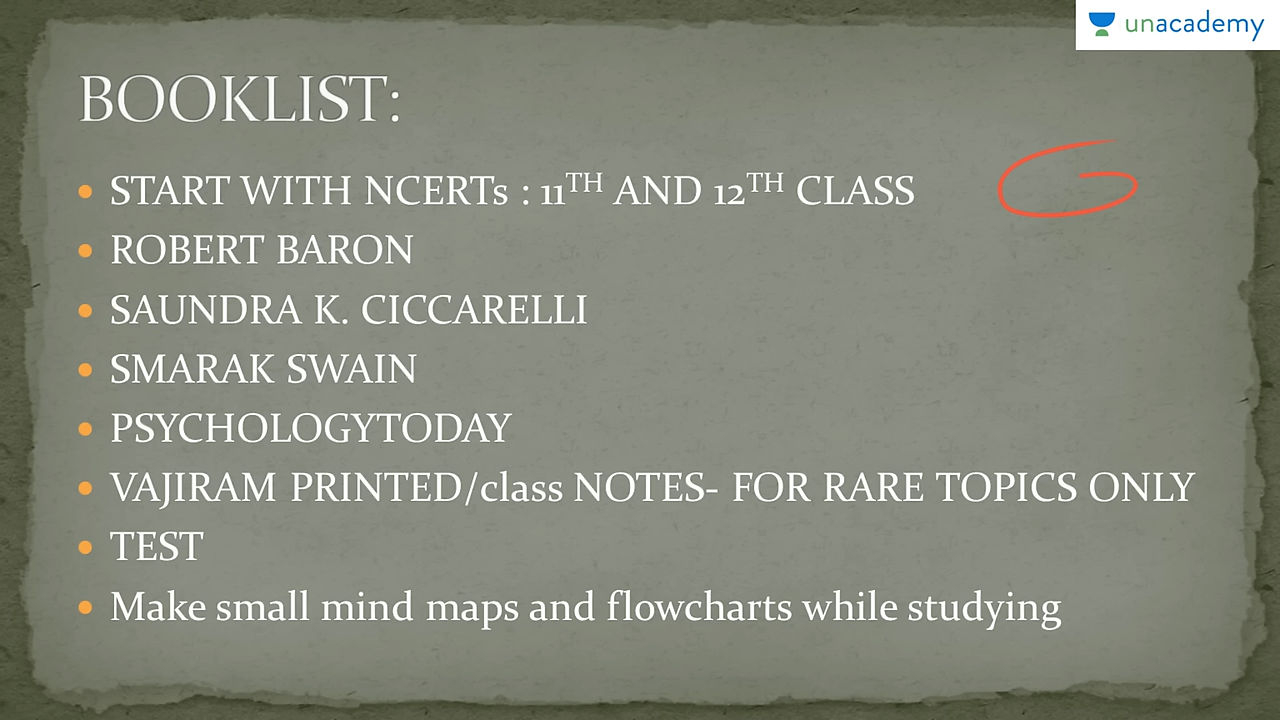 unacademy
BOOKLIST:
• START WITH NCERTs : 11TH AND 12TH CLASS
• ROBERT BARON
• SAUNDRA K. CICCARELLI
• SMARAK SWAIN
• PSYCHOLOGYTODAY
• VAJIRAM PRINTED/class NOTES- FOR RARE TOPICS ONLY
• TEST
• Make small mind maps and flowcharts while studying